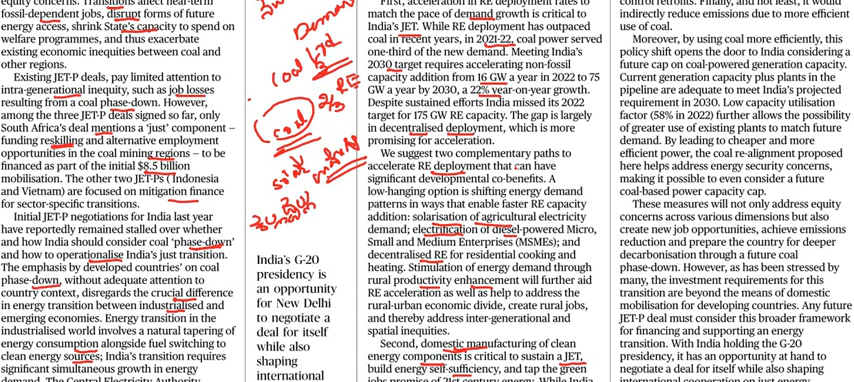 equity concerns. Transitions affect near-term
fossil-dependent jobs, disrupt forms of future
energy access, shrink State's capacity to spend on
welfare programmes, and thus exacerbate
existing economic inequities between coal and
other regions.
Existing JET-P deals, pay limited attention to
intra-generational inequity, such as job losses
resulting from a coal phase-down. However,
among the three JET-P deals signed so far, only
South Africa's deal mentions a 'just' component —
funding reskilling and alternative employment
opportunities in the coal mining regions — to be
financed as part of the initial $8.5 billion
mobilisation. The other two JET-Ps (Indonesia
and Vietnam) are focused on mitigation finance
for sector-specific transitions.
Initial JET-P negotiations for India last year
have reportedly remained stalled over whether
and how India should consider coal 'phase-down'
and how to operationalise India's just transition.
The emphasis by developed countries' on coal
phase-down, without adequate attention to
country context, disregards the crucial difference
in energy transition between industrialised and
emerging economies. Energy transition in the
industrialised world involves a natural tapering of
energy consumption alongside fuel switching to
clean energy sources; India's transition requires
significant simultaneous growth in energy
demand. The Central Electricity Authority
Demand
coal
2/3 RE
coal
India's G-20
presidency is
an opportunity
for New Delhi
to negotiate a
deal for itself
while also
shaping
international
First, acceleration in RE deployment rates to
match the pace of demand growth is critical to
India's JET. While RE deployment has outpaced
coal in recent years, in 2021-22, coal power served
one-third of the new demand. Meeting India's
2030 target requires accelerating non-fossil
capacity addition from 16 GW a year in 2022 to 75
GW a year by 2030, a 22% year-on-year growth.
Despite sustained efforts India missed its 2022
target for 175 GW RE capacity. The gap is largely
in decentralised deployment, which is more
promising for acceleration.
We suggest two complementary paths to
accelerate RE deployment that can have
significant developmental co-benefits. A
low-hanging option is shifting energy demand
patterns in ways that enable faster RE capacity
addition: solarisation of agricultural electricity
demand; electrification of diesel-powered Micro,
Small and Medium Enterprises (MSMEs); and
decentralised RE for residential cooking and
heating. Stimulation of energy demand through
rural productivity enhancement will further aid
RE acceleration as well as help to address the
rural-urban economic divide, create rural jobs,
and thereby address inter-generational and
spatial inequities.
Second, domestic manufacturing of clean
energy components is critical to sustain a JET,
build energy self-sufficiency, and tap the green
jobs promise of 21st century energy. While India
control retrofits. Finally, and not least, it would
indirectly reduce emissions due to more efficient
use of coal.
Moreover, by using coal more efficiently, this
policy shift opens the door to India considering a
future cap on coal-powered generation capacity.
Current generation capacity plus plants in the
pipeline are adequate to meet India's projected
requirement in 2030. Low capacity utilisation
factor (58% in 2022) further allows the possibility
of greater use of existing plants to match future
demand. By leading to cheaper and more
efficient power, the coal re-alignment proposed
here helps address energy security concerns,
making it possible to even consider a future
coal-based power capacity cap.
These measures will not only address equity
concerns across various dimensions but also
create new job opportunities, achieve emissions
reduction and prepare the country for deeper
decarbonisation through a future coal
phase-down. However, as has been stressed by
many, the investment requirements for this
transition are beyond the means of domestic
mobilisation for developing countries. Any future
JET-P deal must consider this broader framework
for financing and supporting an energy
transition. With India holding the G-20
presidency, it has an opportunity at hand to
negotiate a deal for itself while also shaping
international cooperation on just energy